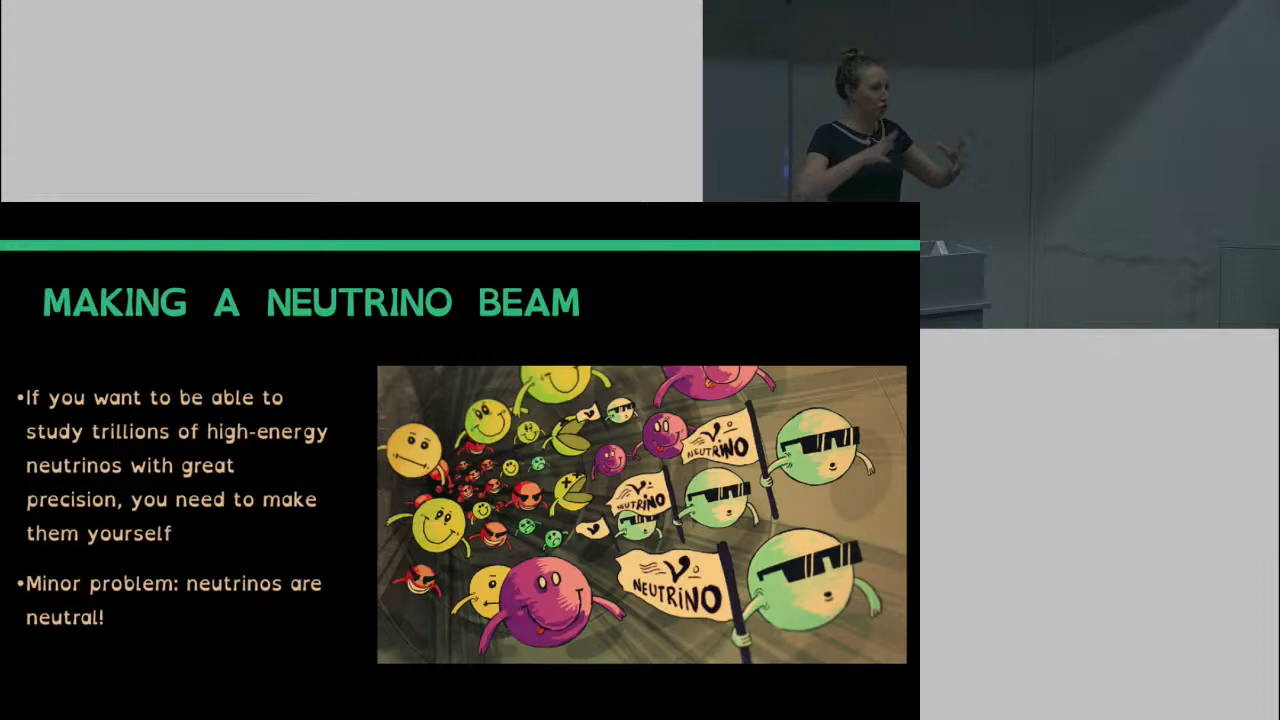 MAKING A NEUTRINO BEAM
•If you want to be able to
study trillions of high-energy
neutrinos with great
precision, you need to make
them yourself
•Minor problem: neutrinos are
neutral!
ν
NEUTRINO
NEUTRINO
ν
NEUTRINO